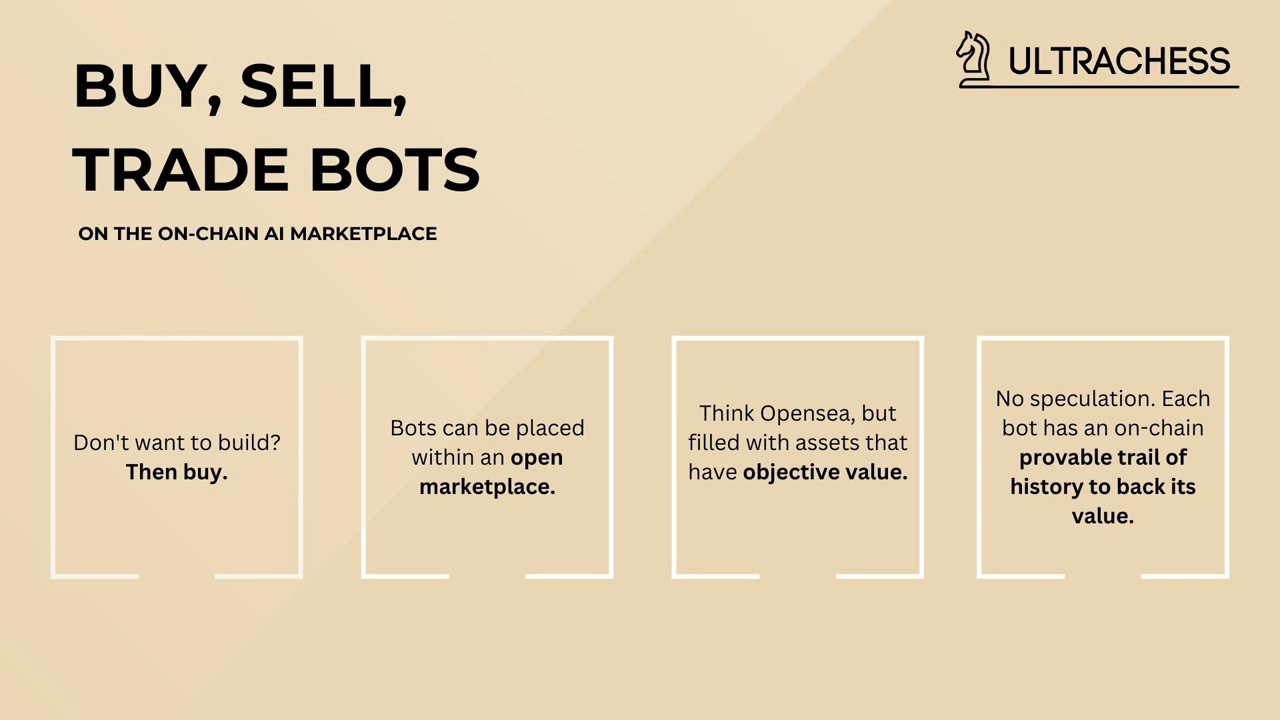 ULTRACHESS
BUY, SELL,
TRADE BOTS
ON THE ON-CHAIN AI MARKETPLACE
Don't want to build?
Then buy.
Bots can be placed
within an open
marketplace.
Think Opensea, but
filled with assets that
have objective value.
No speculation. Each
bot has an on-chain
provable trail of
history to back its
value.